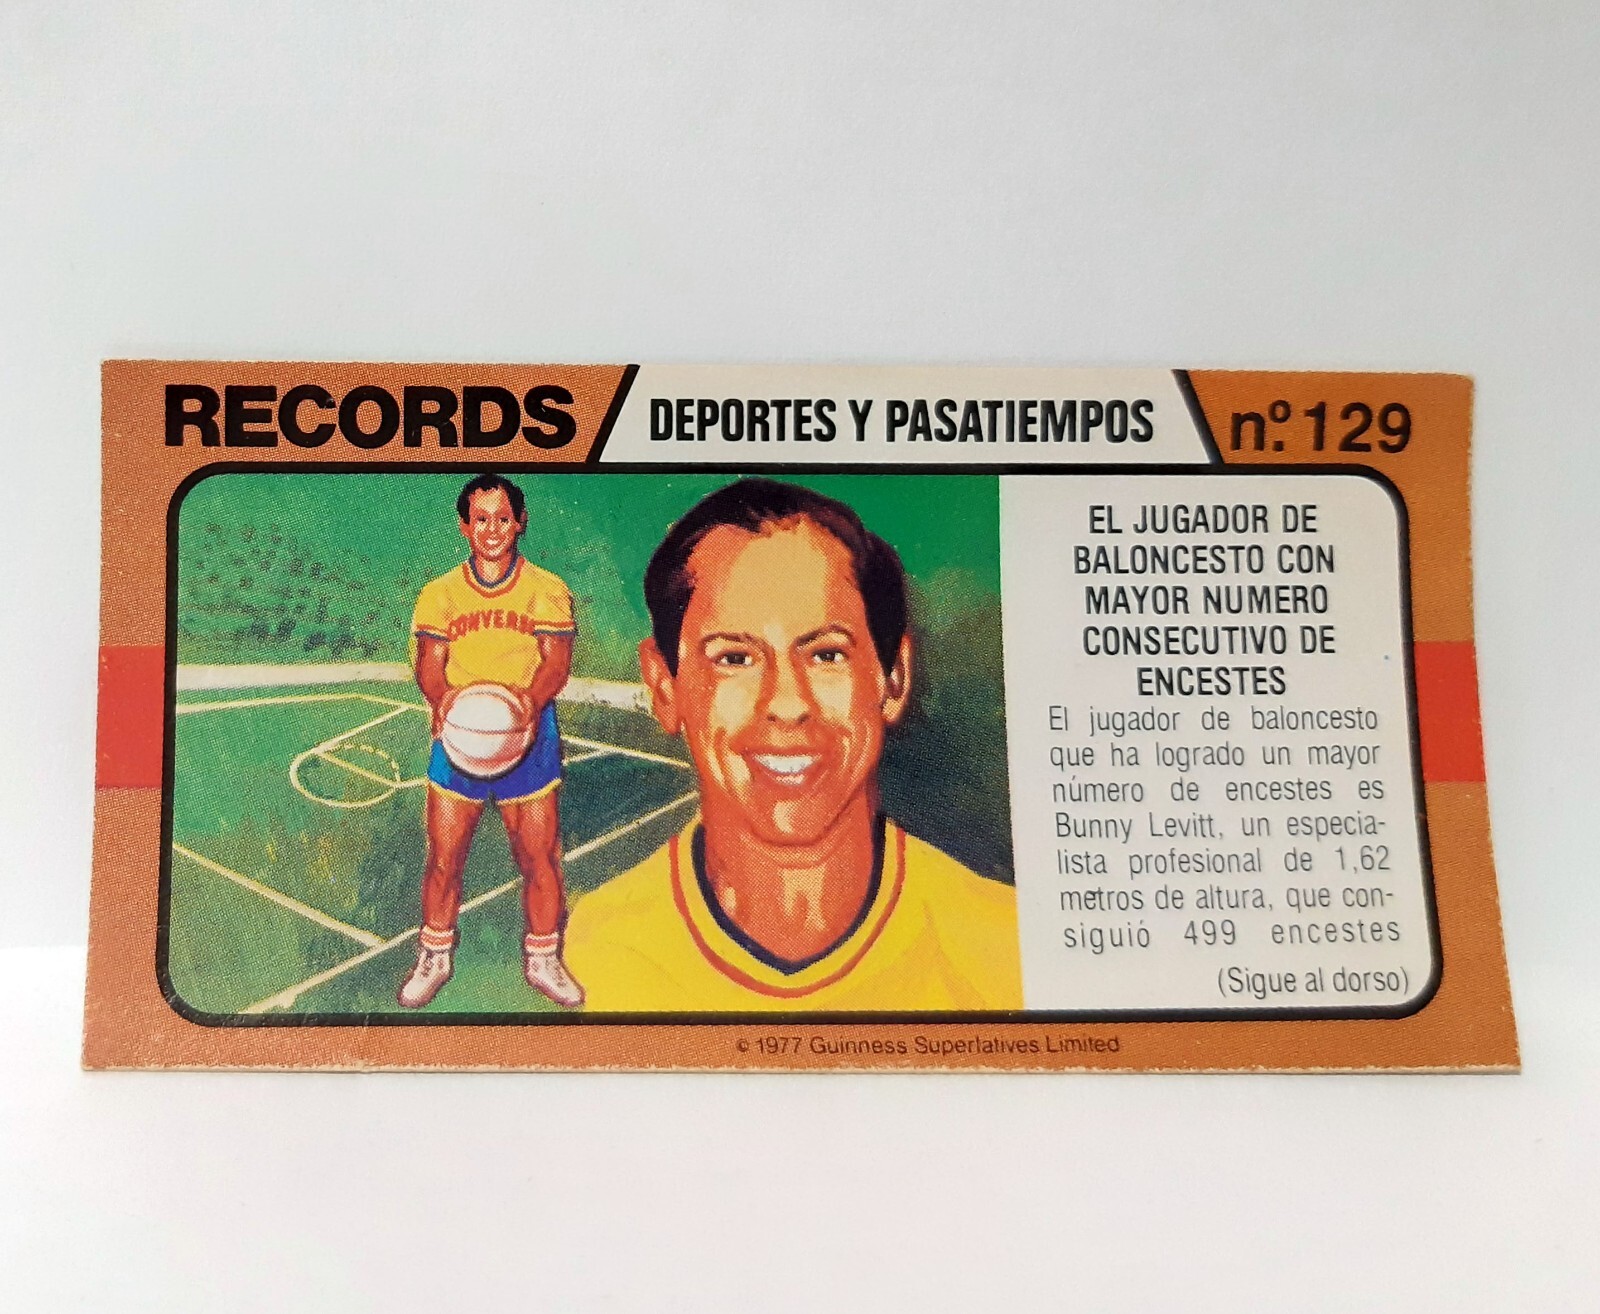 RECORDS
DEPORTES Y PASATIEMPOS
nº.129
CONVERSE
EL JUGADOR DE
BALONCESTO CON
MAYOR NUMERO
CONSECUTIVO DE
ENCESTES
El jugador de baloncesto
que ha logrado un mayor
número de encestes es
Bunny Levitt, un especia-
lista profesional de 1,62
metros de altura, que con-
siguió 499 encestes
(Sigue al dorso)
© 1977 Guinness Superlatives Limited